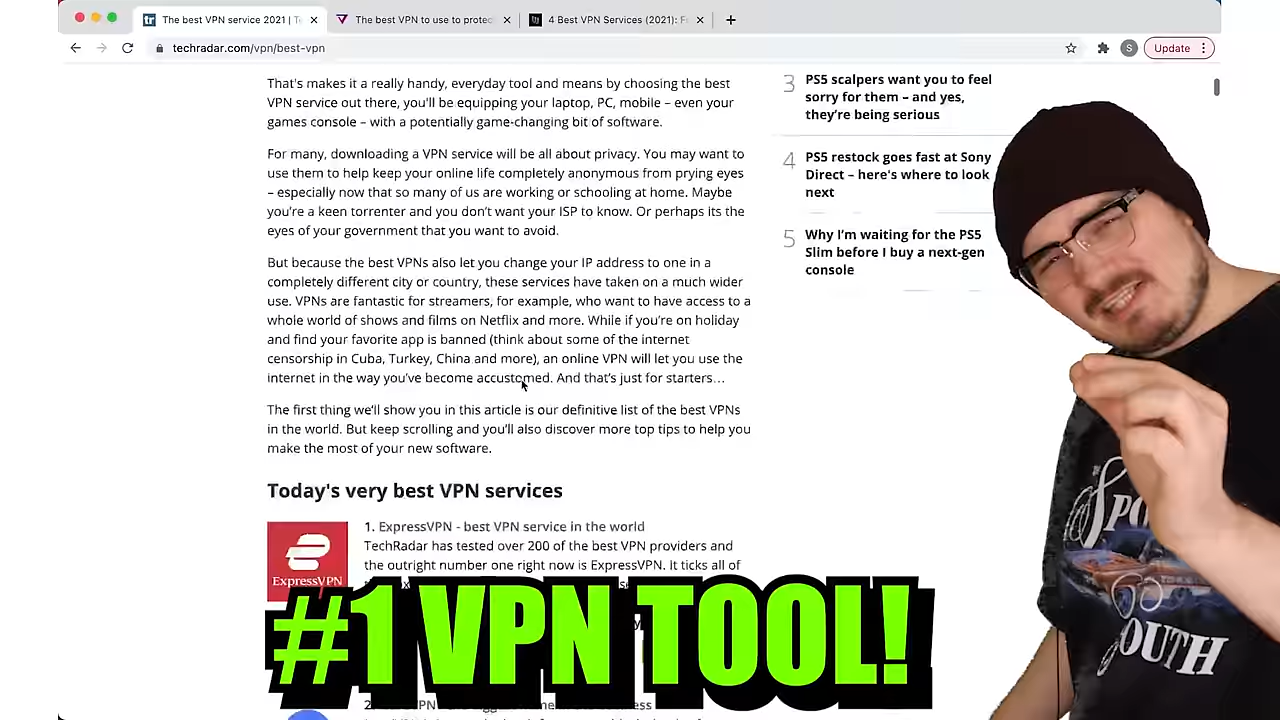 The best VPN service 2021 | Te
The best VPN to use to protec
4 Best VPN Services (2021): F
techradar.com/vpn/best-vpn
S
Update
That's makes it a really handy, everyday tool and means by choosing the best
VPN service out there, you'll be equipping your laptop, PC, mobile – even your
games console – with a potentially game-changing bit of software.
For many, downloading a VPN service will be all about privacy. You may want to
use them to help keep your online life completely anonymous from prying eyes
– especially now that so many of us are working or schooling at home. Maybe
you're a keen torrenter and you don't want your ISP to know. Or perhaps its the
eyes of your government that you want to avoid.
But because the best VPNs also let you change your IP address to one in a
completely different city or country, these services have taken on a much wider
use. VPNs are fantastic for streamers, for example, who want to have access to a
whole world of shows and films on Netflix and more. While if you're on holiday
and find your favorite app is banned (think about some of the internet
censorship in Cuba, Turkey, China and more), an online VPN will let you use the
internet in the way you've become accustomed. And that's just for starters...
The first thing we'll show you in this article is our definitive list of the best VPNs
in the world. But keep scrolling and you'll also discover more top tips to help you
make the most of your new software.
Today's very best VPN services
ExpressVPN
1. ExpressVPN - best VPN service in the world
TechRadar has tested over 200 of the best VPN providers and
the outright number one right now is ExpressVPN. It ticks all of
3 PS5 scalpers want you to feel
sorry for them – and yes,
they're being serious
4 PS5 restock goes fast at Sony
Direct – here's where to look
next
5 Why I'm waiting for the PS5
Slim before I buy a next-gen
console
#1 VPN TOOL!
OUTH